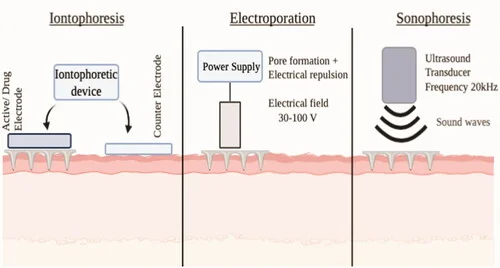 Iontophoresis
Electroporation
Sonophoresis
Active/ Drug
Electrode
Iontophoretic
device
Counter Electrode
Power Supply
Pore formation +
Electrical repulsion
Electrical field
30-100 V
Ultrasound
Transducer
Frequency 20kHz
Sound waves